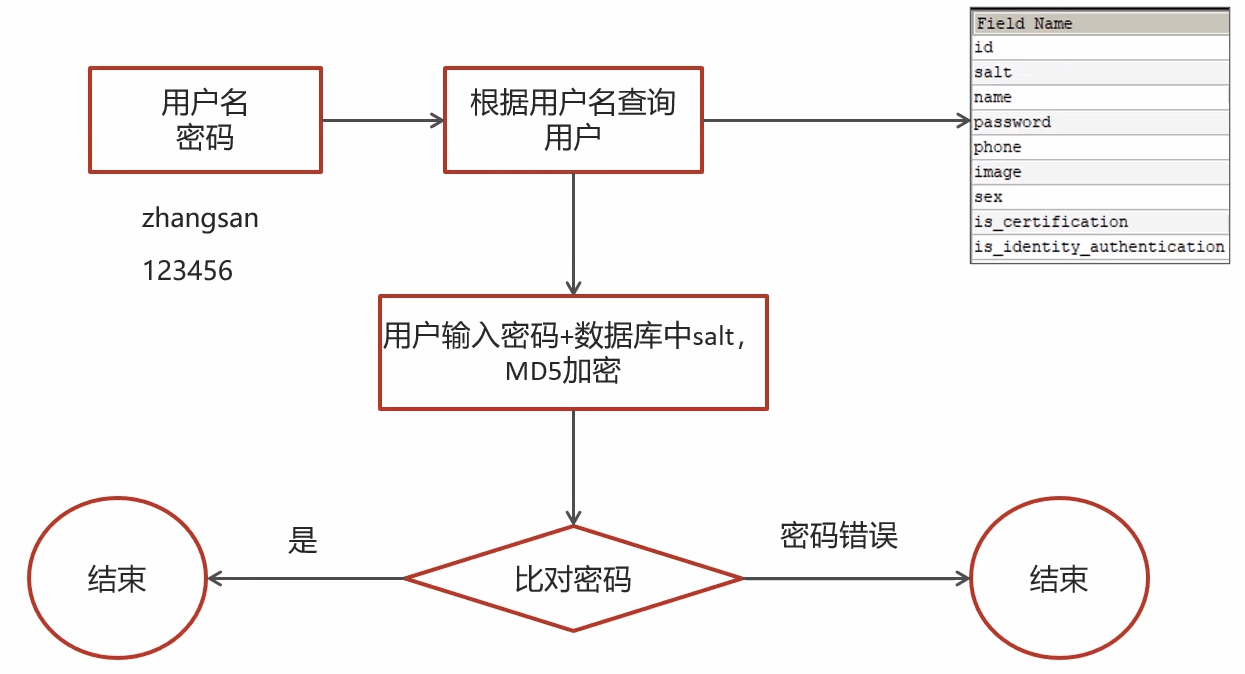 用户名
密码
根据用户名查询
用户
Field Name
id
salt
name
password
phone
image
sex
is_certification
is_identity_authentication
zhangsan
123456
用户输入密码+数据库中salt，
MD5加密
是
密码错误
结束
比对密码
结束